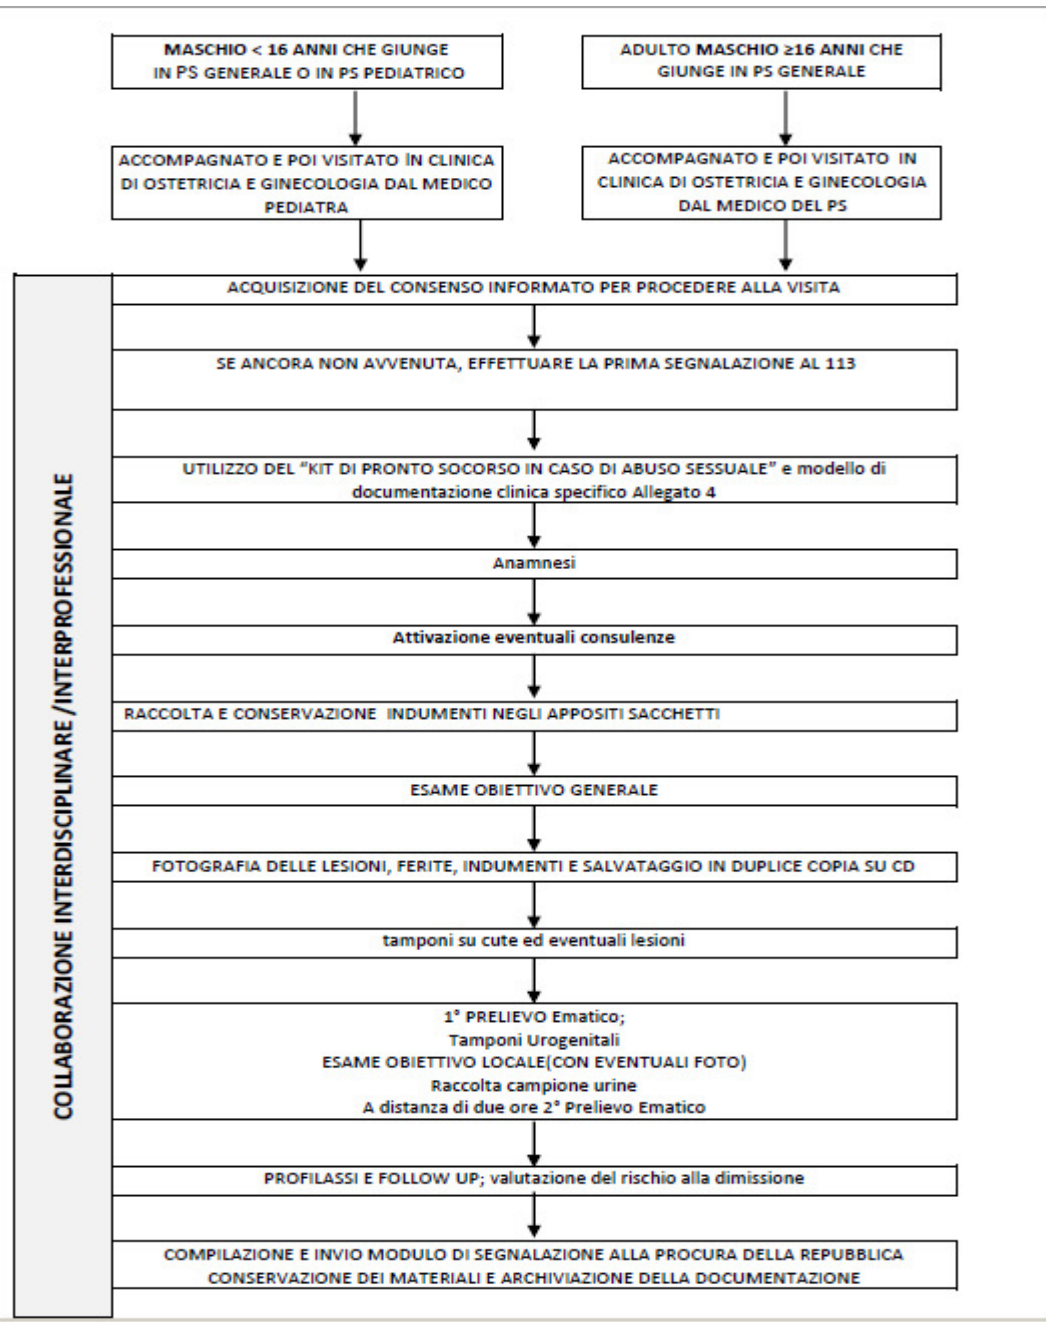 MASCHIO < 16 ANNI CHE GIUNGE
IN PS GENERALE O IN PS PEDIATRICO
ADULTO MASCHIO ≥16 ANNI CHE
GIUNGE IN PS GENERALE
ACCOMPAGNATO E POI VISITATO IN CLINICA
DI OSTETRICIA E GINECOLOGIA DAL MEDICO
PEDIATRA
ACCOMPAGNATO E POI VISITATO IN
CLINICA DI OSTETRICIA E GINECOLOGIA
DAL MEDICO DEL PS
COLLABORAZIONE INTERDISCIPLINARE /INTERPROFESSIONALE
ACQUISIZIONE DEL CONSENSO INFORMATO PER PROCEDERE ALLA VISITA
SE ANCORA NON AVVENUTA, EFFETTUARE LA PRIMA SEGNALAZIONE AL 113
UTILIZZO DEL “KIT DI PRONTO SOCORSO IN CASO DI ABUSO SESSUALE” e modello di
documentazione clinica specifico Allegato 4
Anamnesi
Attivazione eventuali consulenze
RACCOLTA E CONSERVAZIONE INDUMENTI NEGLI APPOSITI SACCHETTI
ESAME OBIETTIVO GENERALE
FOTOGRAFIA DELLE LESIONI, FERITE, INDUMENTI E SALVATAGGIO IN DUPLICE COPIA SU CD
tamponi su cute ed eventuali lesioni
1° PRELIEVO Ematico;
Tamponi Urogenitali
ESAME OBIETTIVO LOCALE(CON EVENTUALI FOTO)
Raccolta campione urine
A distanza di due ore 2° Prelievo Ematico
PROFILASSI E FOLLOW UP; valutazione del rischio alla dimissione
COMPILAZIONE E INVIO MODULO DI SEGNALAZIONE ALLA PROCURA DELLA REPUBBLICA
CONSERVAZIONE DEI MATERIALI E ARCHIVIAZIONE DELLA DOCUMENTAZIONE